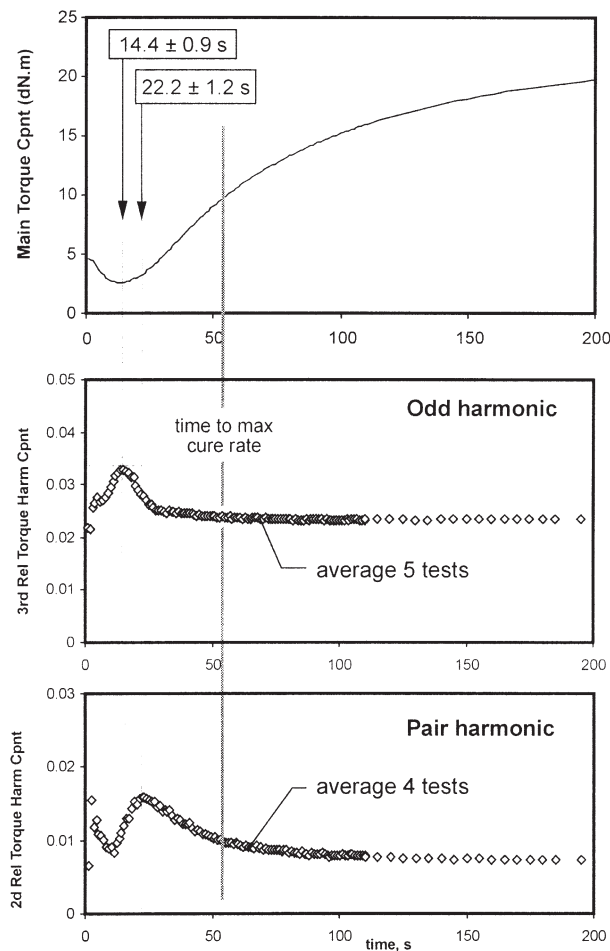 25
20
15
10
5
0
Main Torque Cpnt (dN.m)
14.4 ± 0.9 s
22.2 ± 1.2 s
0 50 100 150 200
0.05
0.04
0.03
0.02
0.01
0
3rd Rel Torque Harm Cpnt
Odd harmonic
time to max
cure rate
average 5 tests
0 50 100 150 200
0.03
0.02
0.01
0
2d Rel Torque Harm Cpnt
Pair harmonic
average 4 tests
0 50 100 150 200
time, s